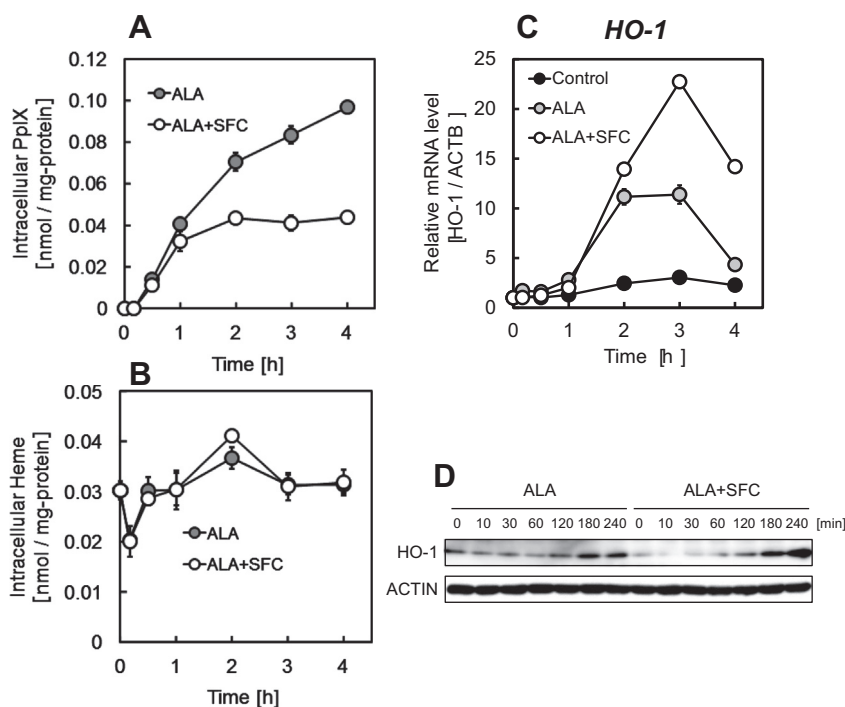 A
Intracellular PpIX
[nmol / mg-protein]
0.12
0.10
0.08
0.06
0.04
0.02
0
ALA
ALA+SFC
0 1 2 3 4
Time [h]
B
Intracellular Heme
[nmol / mg-protein]
0.05
0.04
0.03
0.02
0.01
0
ALA
ALA+SFC
0 1 2 3 4
Time [h]
C HO-1
Relative mRNA level
[HO-1 / ACTB]
25
20
15
10
5
0
Control
ALA
ALA+SFC
0 1 2 3 4
Time [h]
D
ALA ALA+SFC
0 10 30 60 120 180 240 0 10 30 60 120 180 240 [min]
HO-1
ACTIN